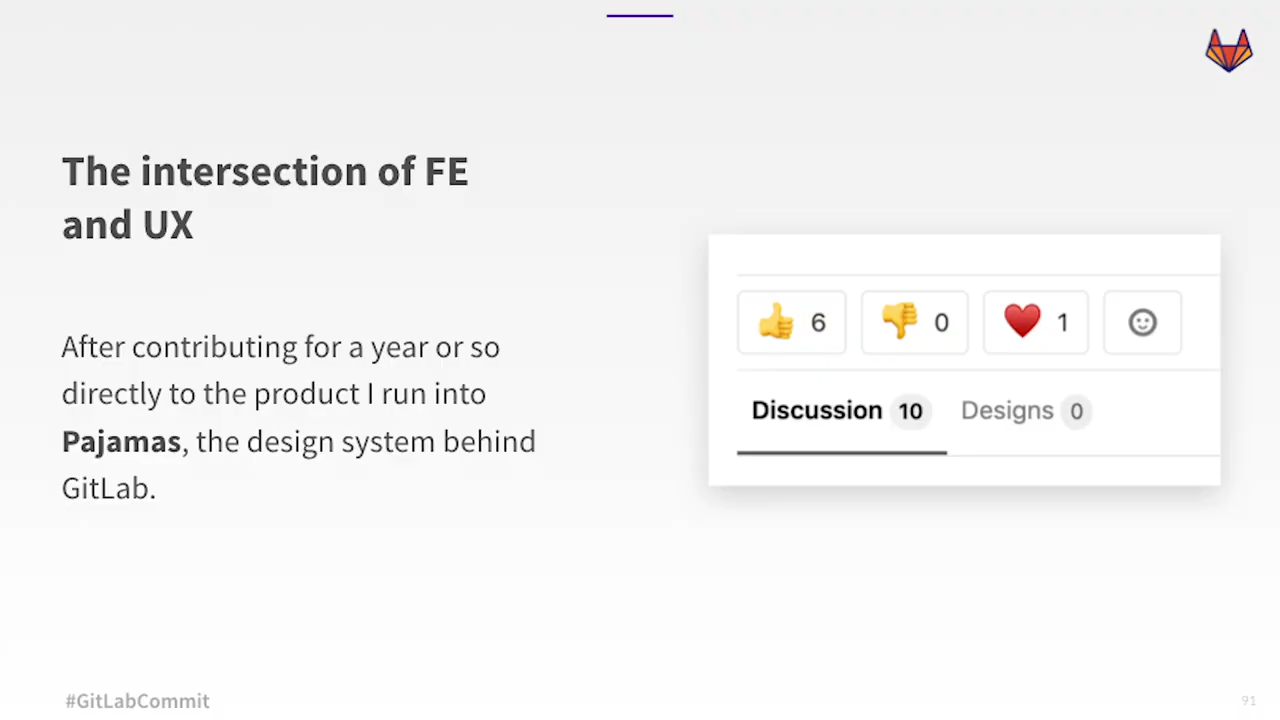 The intersection of FE
and UX
After contributing for a year or so
directly to the product I run into
Pajamas, the design system behind
GitLab.
6 0 1
Discussion 10 Designs 0
#GitLabCommit
91